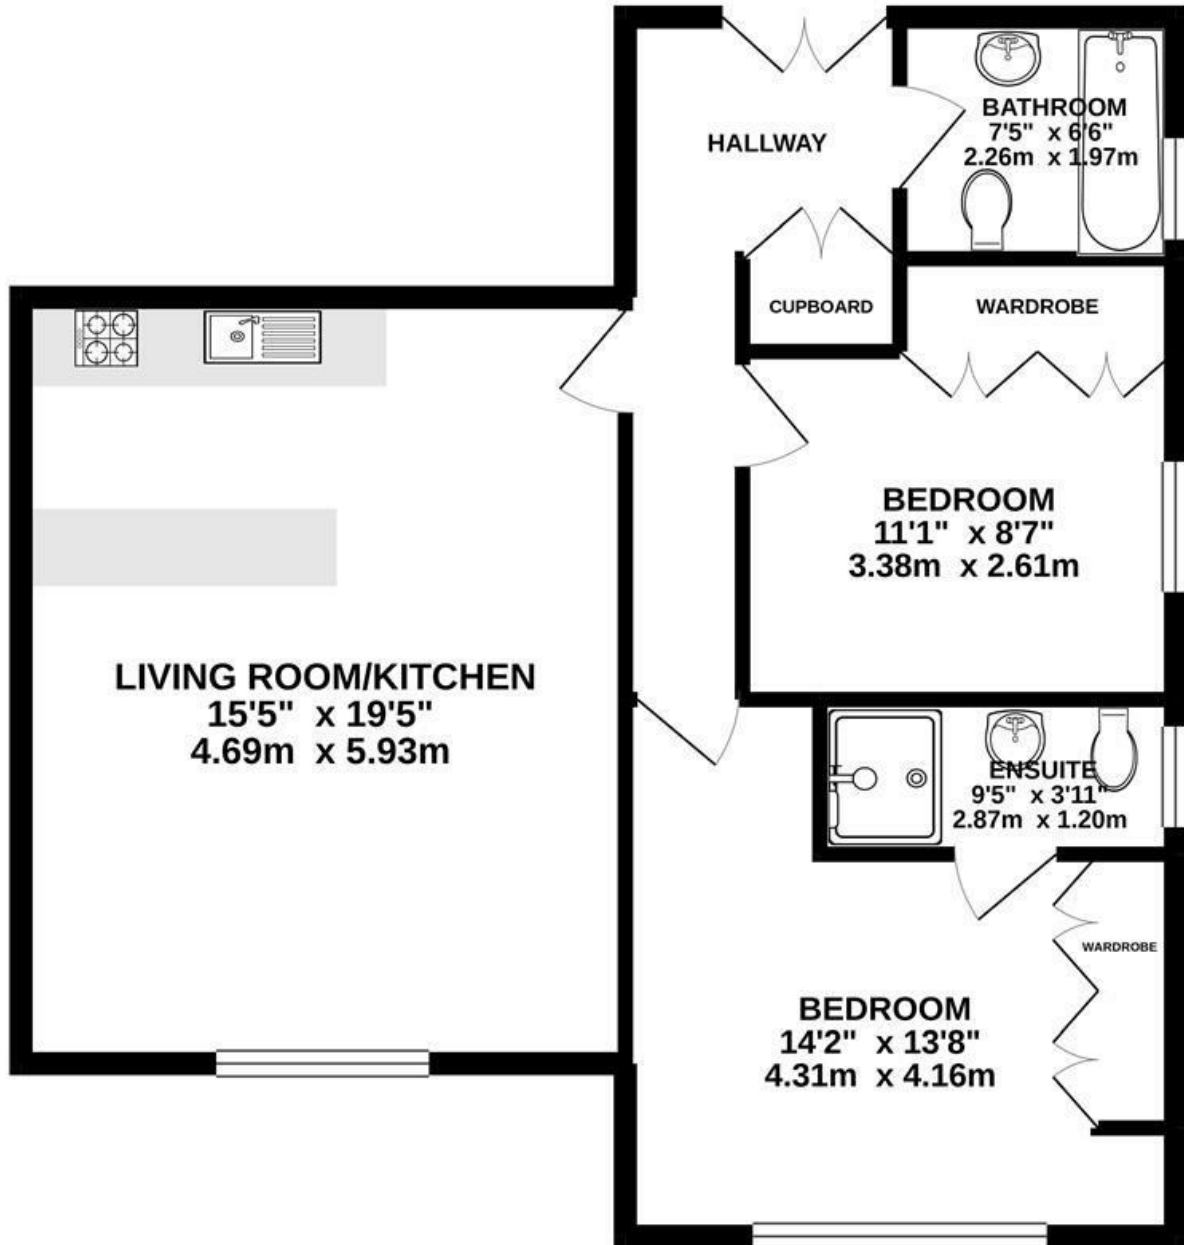 HALLWAY
BATHROOM
7'5" x 6'6"
2.26m x 1.97m
CUPBOARD
WARDROBE
BEDROOM
11'1" x 8'7"
3.38m x 2.61m
LIVING ROOM/KITCHEN
15'5" x 19'5"
4.69m x 5.93m
ENSUITE
9'5" x 3'11"
2.87m x 1.20m
WARDROBE
BEDROOM
14'2" x 13'8"
4.31m x 4.16m